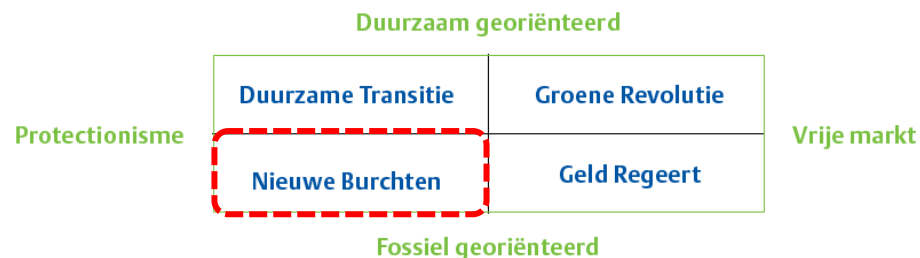 Duurzaam georiënteerd
Duurzame Transitie
Groene Revolutie
Protectionisme
Vrije markt
Nieuwe Burchten
Geld Regeert
Fossiel georiënteerd